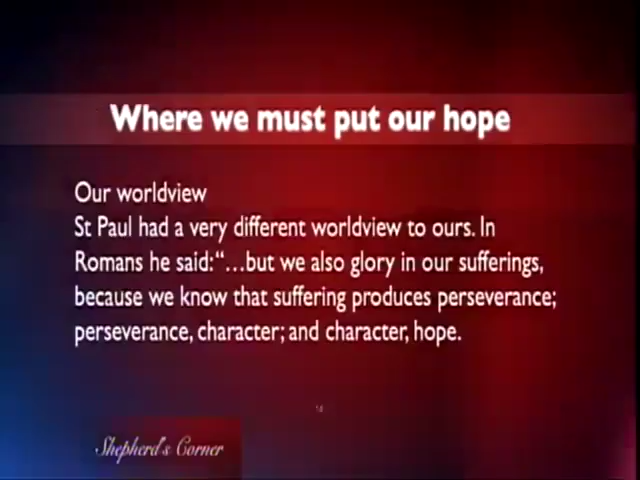 Where we must put our hope
Our worldview
St Paul had a very different worldview to ours. In
Romans he said: “…but we also glory in our sufferings,
because we know that suffering produces perseverance;
perseverance, character; and character, hope.
Shepherd's Corner